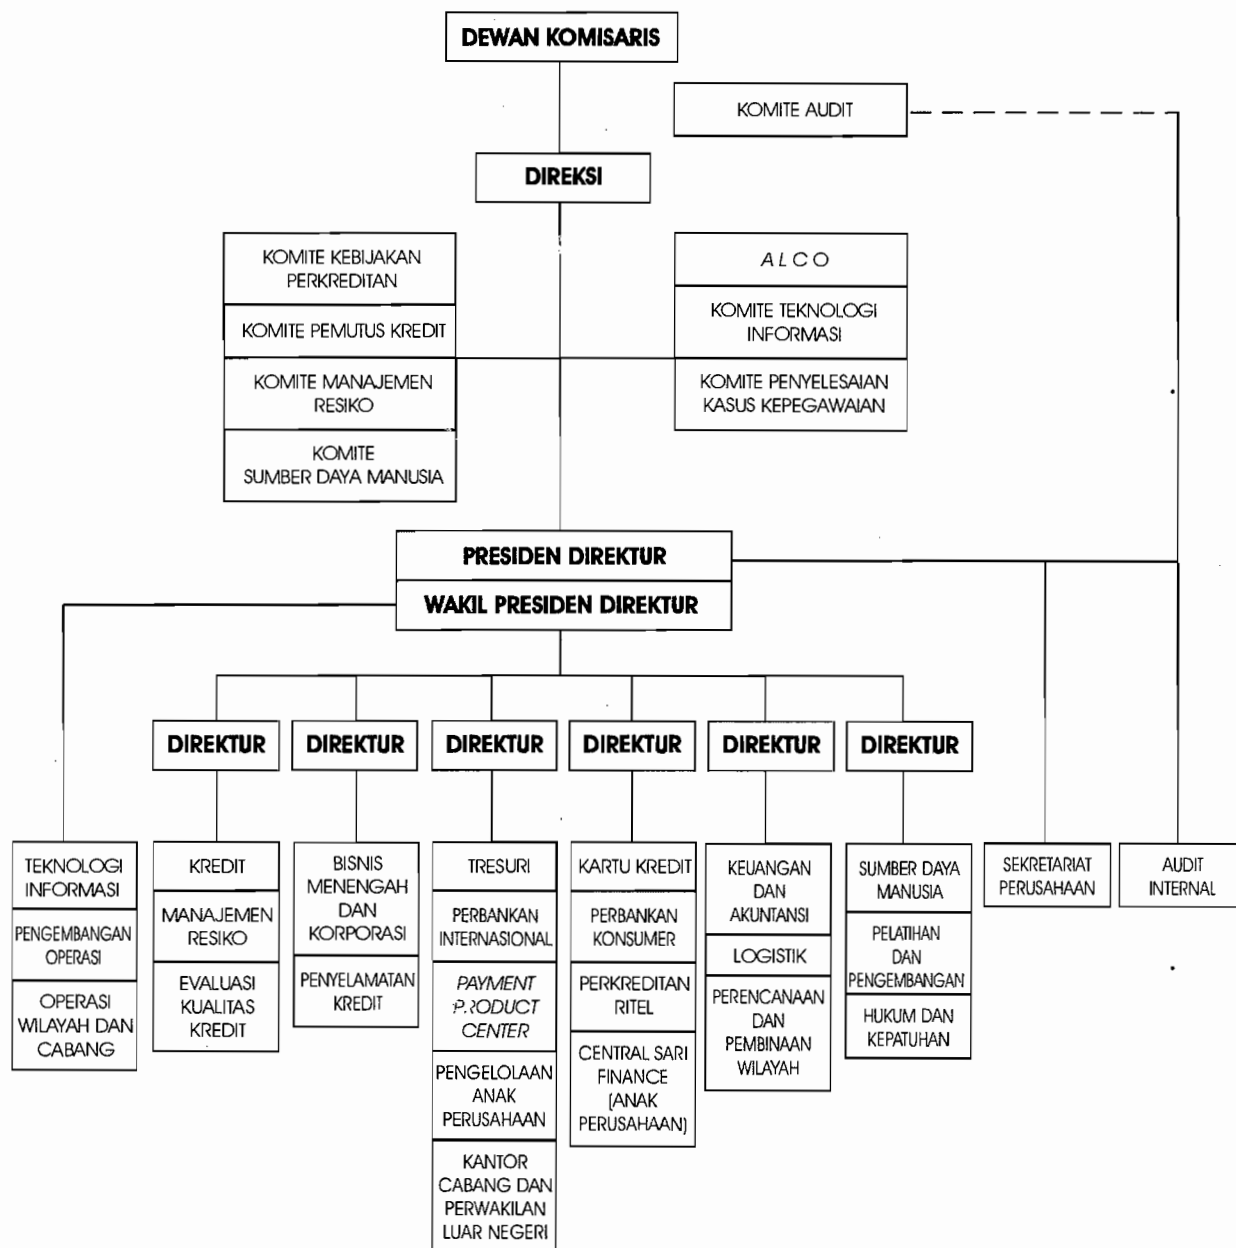 DEWAN KOMISARIS
KOMITE AUDIT
DIREKSI
KOMITE KEBIJAKAN
PERKREDITAN
KOMITE PEMUTUS KREDIT
KOMITE MANAJEMEN
RESIKO
KOMITE
SUMBER DAYA MANUSIA
ALCO
KOMITE TEKNOLOGI
INFORMASI
KOMITE PENYELESAIAN
KASUS KEPEGAWAIAN
PRESIDEN DIREKTUR
WAKIL PRESIDEN DIREKTUR
DIREKTUR
DIREKTUR
DIREKTUR
DIREKTUR
DIREKTUR
DIREKTUR
TEKNOLOGI
INFORMASI
PENGEMBANGAN
OPERASI
OPERASI
WILAYAH DAN
CABANG
KREDIT
MANAJEMEN
RESIKO
EVALUASI
KUALITAS
KREDIT
BISNIS
MENENGAH
DAN
KORPORASI
PENYELAMATAN
KREDIT
TRESURI
PERBANKAN
INTERNASIONAL
PAYMENT
PRODUCT
CENTER
PENGELOLAAN
ANAK
PERUSAHAAN
KANTOR
CABANG DAN
PERWAKILAN
LUAR NEGERI
KARTU KREDIT
PERBANKAN
KONSUMER
PERKREDITAN
RITEL
CENTRAL SARI
FINANCE
(ANAK
PERUSAHAAN)
KEUANGAN
DAN
AKUNTANSI
LOGISTIK
PERENCANAAN
DAN
PEMBINAAN
WILAYAH
SUMBER DAYA
MANUSIA
PELATIHAN
DAN
PENGEMBANGAN
HUKUM DAN
KEPATUHAN
SEKRETARIAT
PERUSAHAAN
AUDIT
INTERNAL